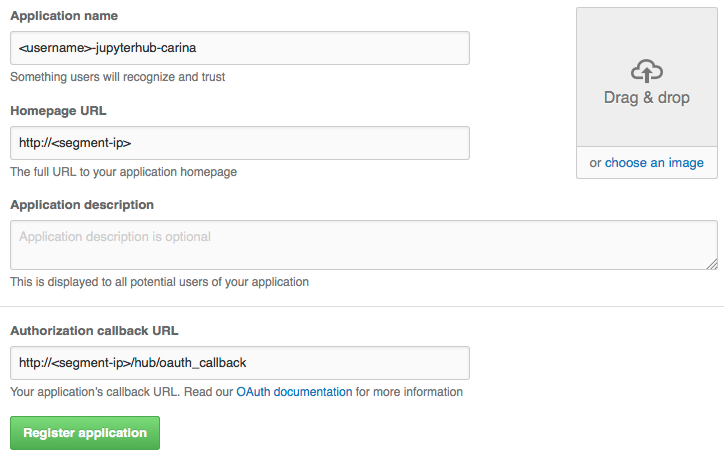 Application name
<username>-jupyterhub-carina
Something users will recognize and trust
Homepage URL
http://<segment-ip>
The full URL to your application homepage
Drag & drop
or choose an image
Application description
Application description is optional
This is displayed to all potential users of your application
Authorization callback URL
http://<segment-ip>/hub/oauth_callback
Your application's callback URL. Read our OAuth documentation for more information
Register application